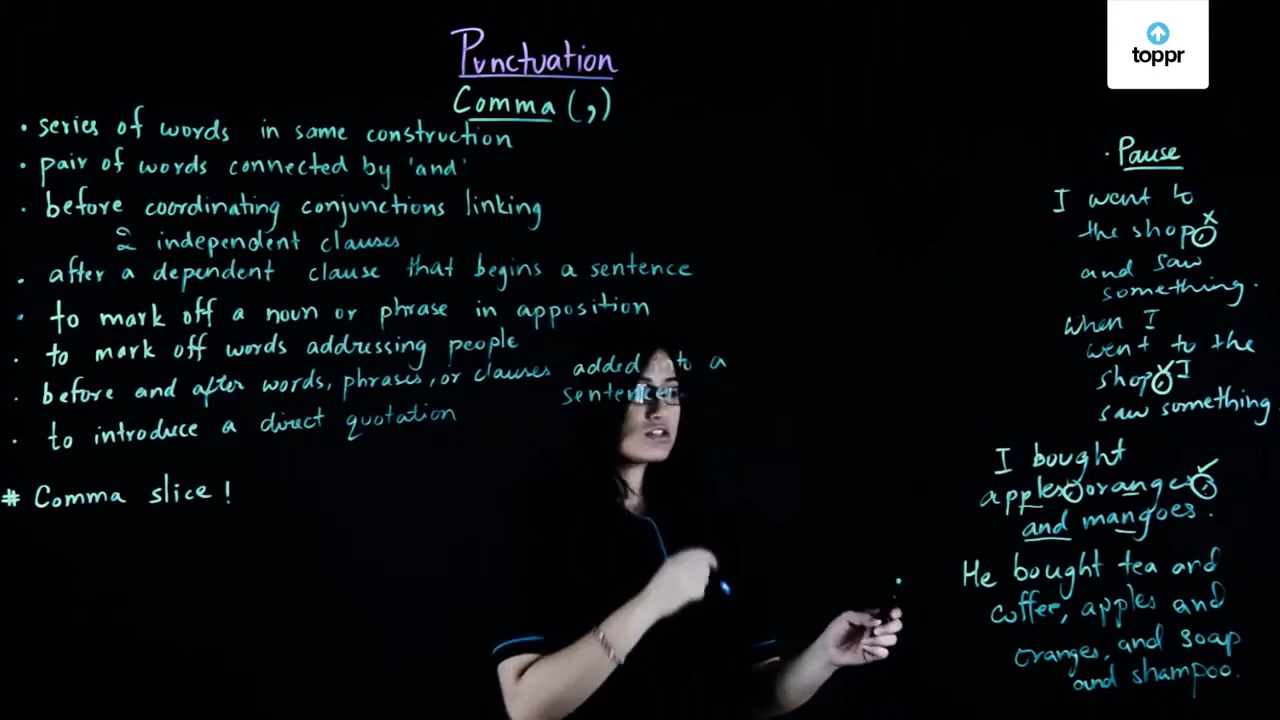 Punctuation
Comma (,)
• series of words in same construction
• pair of words connected by 'and'
• before coordinating conjunctions linking
2 independent clauses
• after a dependent clause that begins a sentence
• to mark off a noun or phrase in apposition
• to mark off words addressing people
• before and after words, phrases, or clauses added into a
sentence
• to introduce a direct quotation
# Comma slice!
toppr
• Pause
I want to
the shop, x
and saw
something.
When I
went to the
shop, ✓ I
saw something
I bought
apples, oranges, ✓
and mangoes.
He bought tea and
coffee, apples and
oranges, and soap
and shampoo.